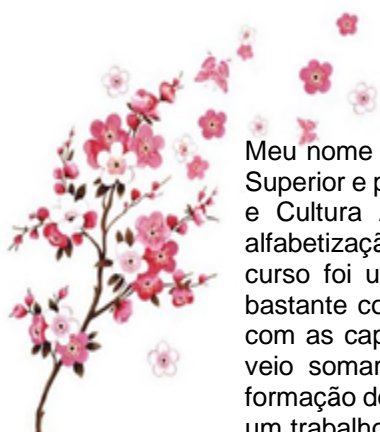 Meu nome
Superior e p
e Cultura
alfabetizaçã
curso foi u
bastante co
com as cap
veio somar
formação de
um trabalho